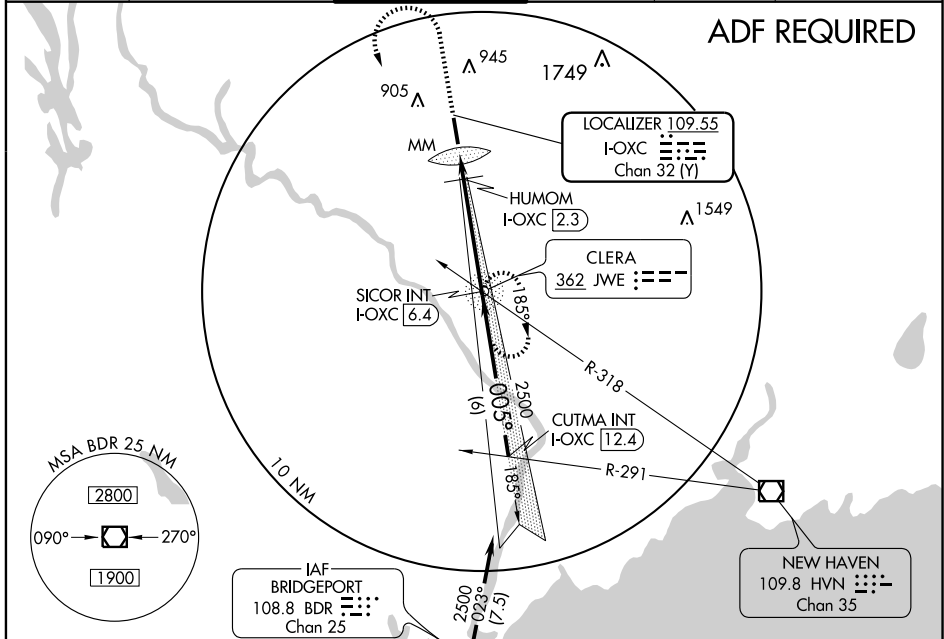 ADF REQUIRED
945
1749
905
MM
LOCALIZER 109.55
I-OXC
Chan 32 (Y)
HUMOM
I-OXC 2.3
1549
CLERA
362 JWE
SICOR INT
I-OXC 6.4
185°
R-318
2500
005°
(6)
CUTMA INT
I-OXC 12.4
R-291
185°
10 NM
MSA BDR 25 NM
2800
090°
270°
1900
IAF
BRIDGEPORT
108.8 BDR
Chan 25
2500
023°
(7.5)
NEW HAVEN
109.8 HVN
Chan 35